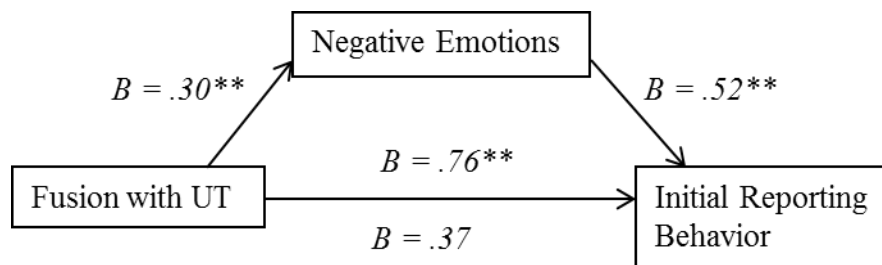 Negative Emotions
B = .30**
B = .52**
B = .76**
Fusion with UT
Initial Reporting
Behavior
B = .37